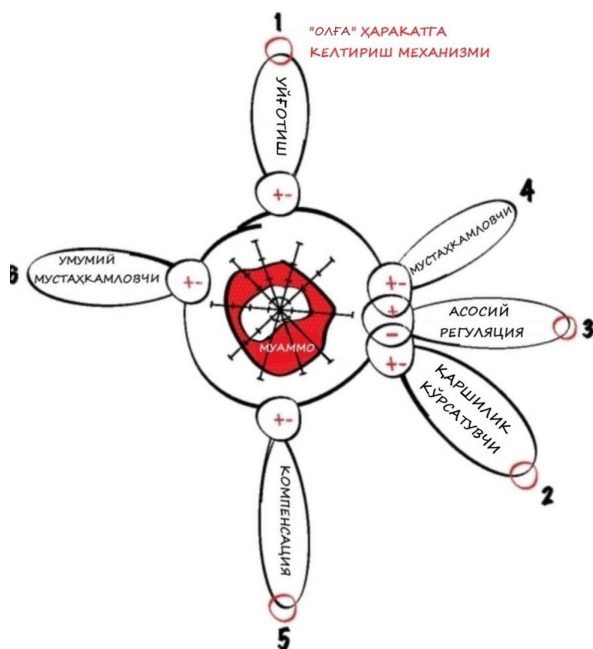 1
"ОЛҒА" ҲАРАКАТГА
КЕЛТИРИШ МЕХАНИЗМИ
УЙҒОТИШ
+-
4
МУСТАҲКАМЛОВЧИ
+-
6
УМУМИЙ
МУСТАҲКАМЛОВЧИ
+-
+
АСОСИЙ
РЕГУЛЯЦИЯ
3
-
+-
ҚАРШИЛИК
КЎРСАТУВЧИ
2
МУАММО
+-
КОМПЕНСАЦИЯ
5